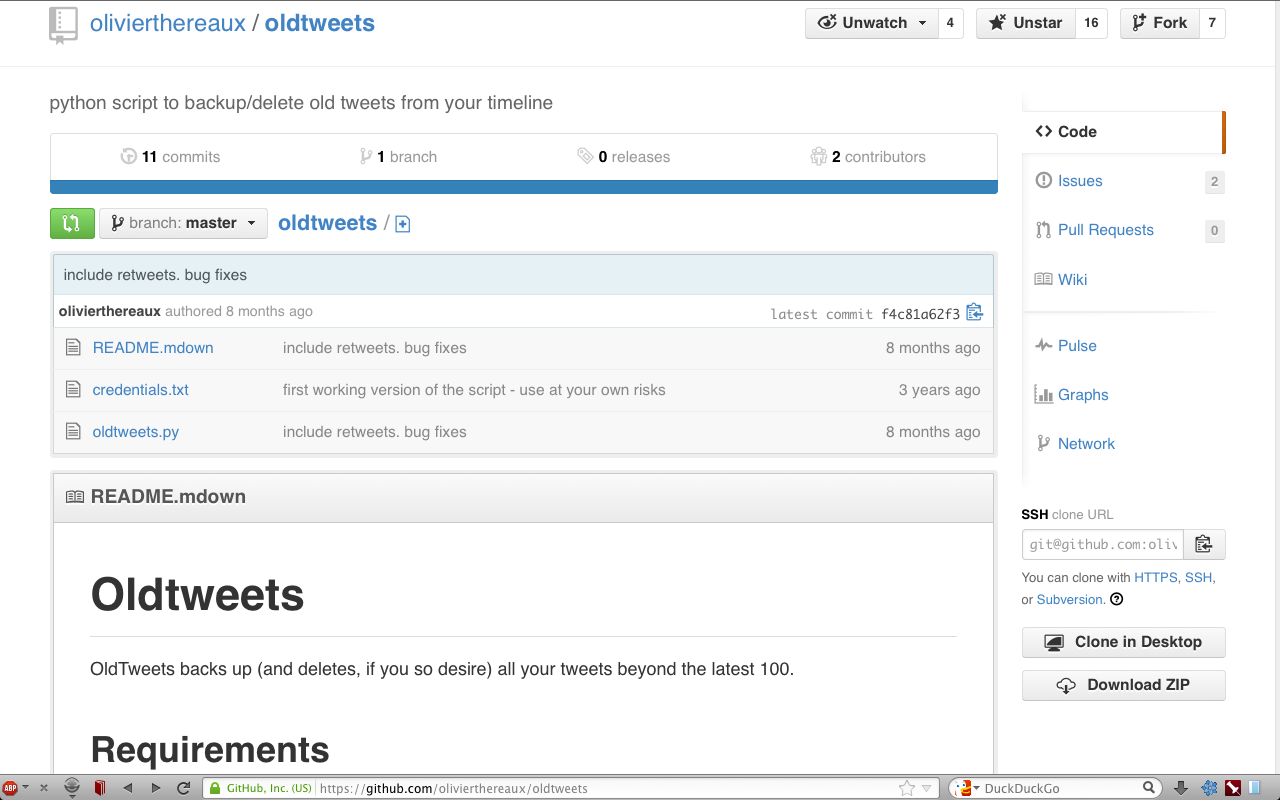 olivierthereaux / oldtweets
Unwatch 4
Unstar 16
Fork 7
python script to backup/delete old tweets from your timeline
11 commits
1 branch
0 releases
2 contributors
branch: master
oldtweets /
include retweets. bug fixes
olivierthereaux authored 8 months ago
latest commit f4c81a62f3
README.mdown include retweets. bug fixes 8 months ago
credentials.txt first working version of the script - use at your own risks 3 years ago
oldtweets.py include retweets. bug fixes 8 months ago
README.mdown
Oldtweets
OldTweets backs up (and deletes, if you so desire) all your tweets beyond the latest 100.
Requirements
Code
Issues 2
Pull Requests 0
Wiki
Pulse
Graphs
Network
SSH clone URL
git@github.com:oliv
You can clone with HTTPS, SSH,
or Subversion.
Clone in Desktop
Download ZIP
ABP
GitHub, Inc. (US) https://github.com/olivierthereaux/oldtweets
DuckDuckGo